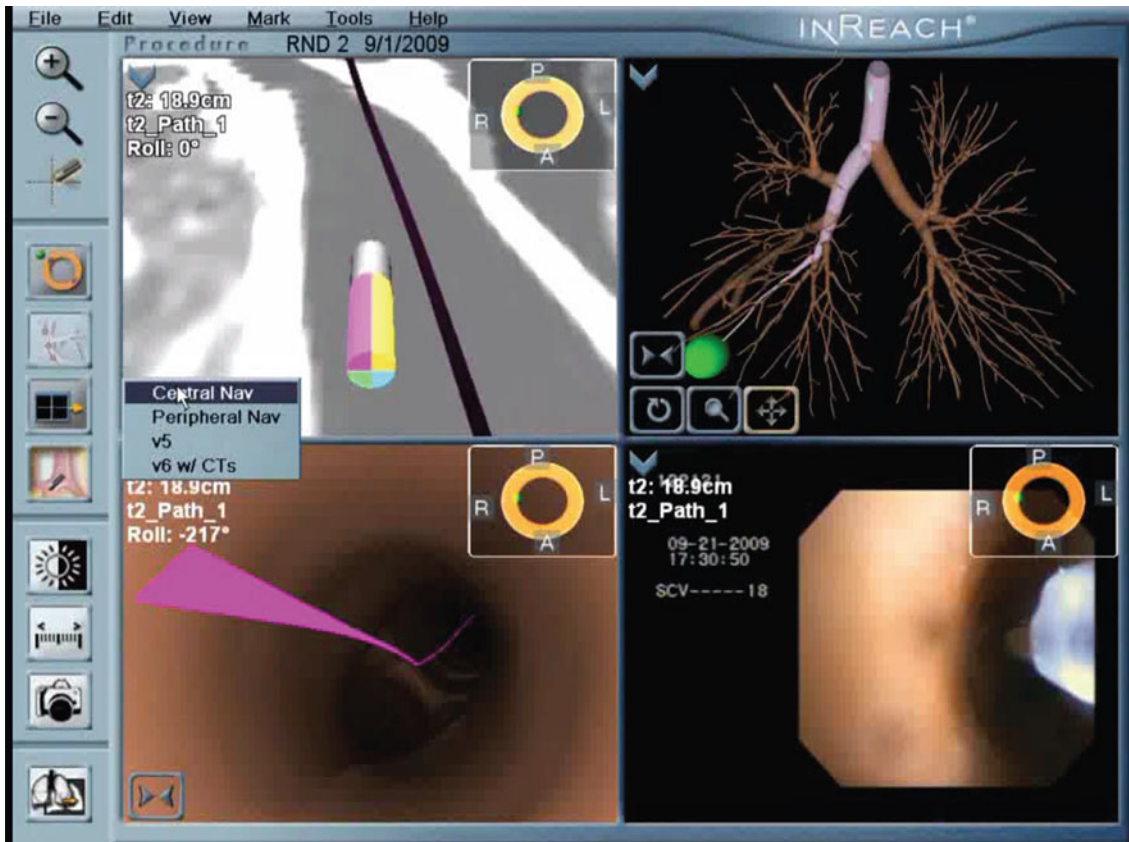 File Edit View Mark Tools Help
INREACH®
Procedure RND 2 9/1/2009
t2: 18.9cm
t2_Path_1
Roll: 0°
P
R L
A
Central Nav
Peripheral Nav
v5
v6 w/ CTs
t2: 18.9cm
t2_Path_1
Roll: -217°
P
R L
A
t2: 18.9cm
t2_Path_1
09-21-2009
17:30:50
SCV-----18
P
R L
A